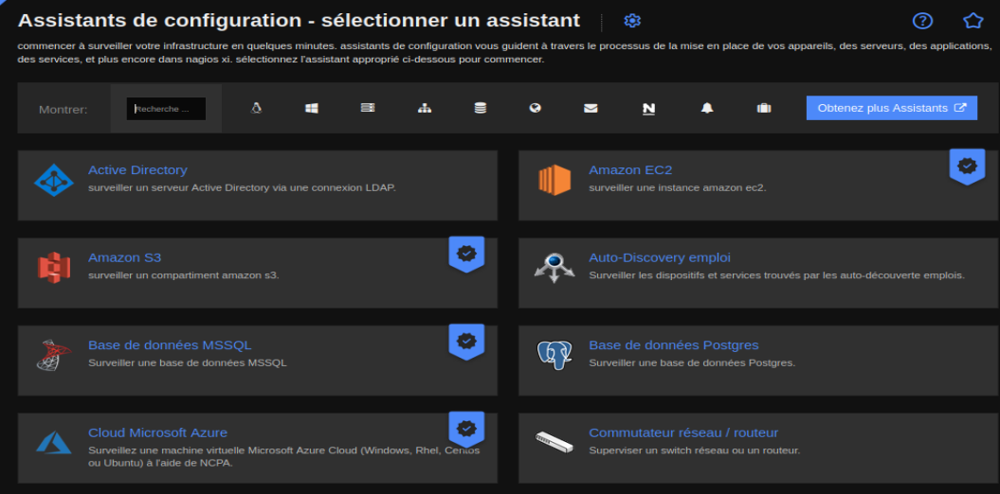 Assistants de configuration - sélectionner un assistant
commencer à surveiller votre infrastructure en quelques minutes. assistants de configuration vous guident à travers le processus de la mise en place de vos appareils, des serveurs, des applications,
des services, et plus encore dans nagios xi. sélectionnez l'assistant approprié ci-dessous pour commencer.
Montrer:
Recherche ...
Obtenez plus Assistants
Active Directory
surveiller un serveur Active Directory via une connexion LDAP.
Amazon EC2
surveiller une instance amazon ec2.
Amazon S3
surveiller un compartiment amazon s3.
Auto-Discovery emploi
Surveiller les dispositifs et services trouvés par les auto-découverte emplois.
Base de données MSSQL
Surveiller une base de données MSSQL
Base de données Postgres
Surveiller une base de données Postgres.
Cloud Microsoft Azure
Surveillez une machine virtuelle Microsoft Azure Cloud (Windows, Rhel, Centos
ou Ubuntu) à l'aide de NCPA.
Commutateur réseau / routeur
Superviser un switch réseau ou un routeur.